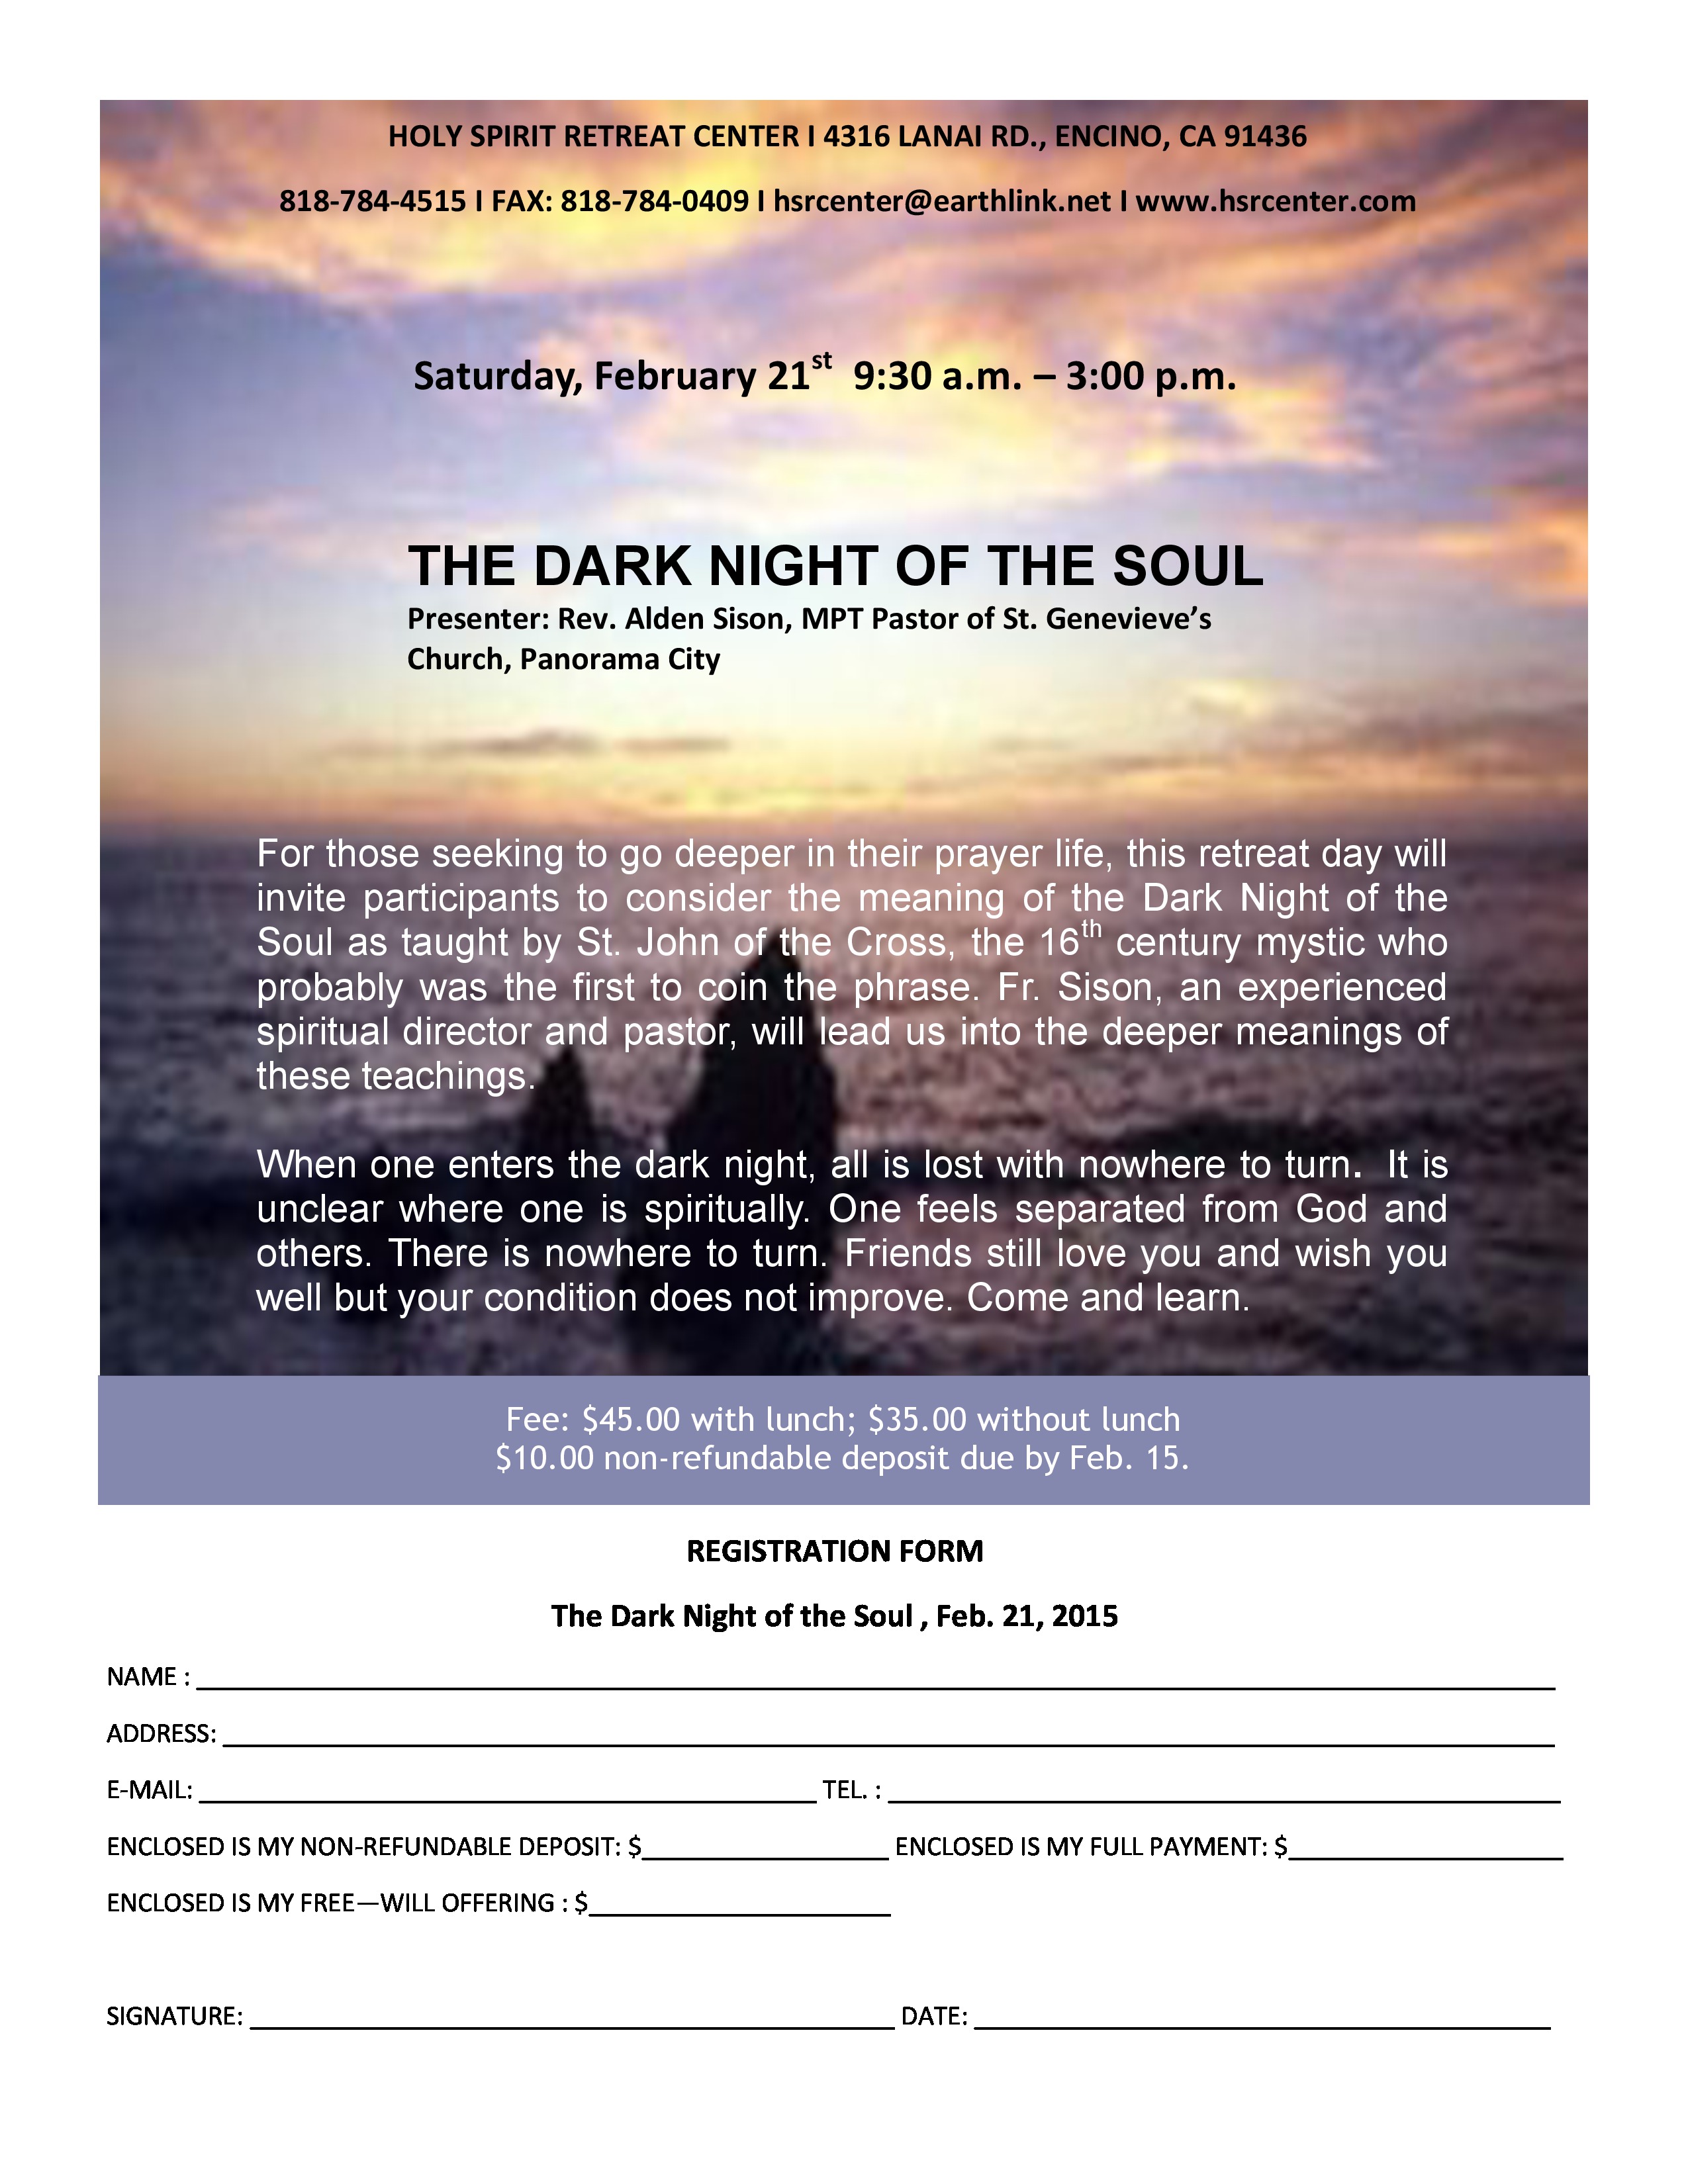 HOLY SPIRIT RETREAT CENTER I 4316 LANAI RD., ENCINO, CA 91436
818-784-4515 I FAX: 818-784-0409 I hsrcenter@earthlink.net I www.hsrcenter.com
Saturday, February 21st 9:30 a.m. – 3:00 p.m.
THE DARK NIGHT OF THE SOUL
Presenter: Rev. Alden Sison, MPT Pastor of St. Genevieve’s
Church, Panorama City
For those seeking to go deeper in their prayer life, this retreat day will
invite participants to consider the meaning of the Dark Night of the
Soul as taught by St. John of the Cross, the 16th century mystic who
probably was the first to coin the phrase. Fr. Sison, an experienced
spiritual director and pastor, will lead us into the deeper meanings of
these teachings.
When one enters the dark night, all is lost with nowhere to turn. It is
unclear where one is spiritually. One feels separated from God and
others. There is nowhere to turn. Friends still love you and wish you
well but your condition does not improve. Come and learn.
Fee: $45.00 with lunch; $35.00 without lunch
$10.00 non-refundable deposit due by Feb. 15.
REGISTRATION FORM
The Dark Night of the Soul , Feb. 21, 2015
NAME :
ADDRESS:
E-MAIL: TEL. :
ENCLOSED IS MY NON-REFUNDABLE DEPOSIT: $ ENCLOSED IS MY FULL PAYMENT: $
ENCLOSED IS MY FREE—WILL OFFERING : $
SIGNATURE: DATE: